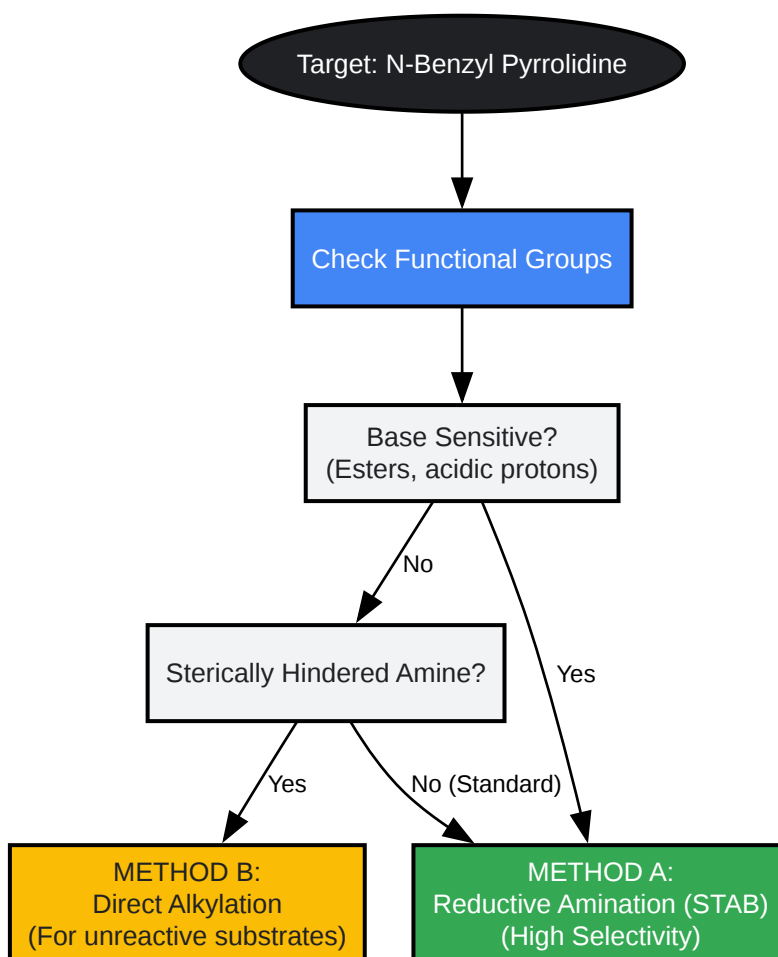 Target: N-Benzyl Pyrrolidine
Check Functional Groups
Base Sensitive?
(Esters, acidic protons)
No
Yes
Sterically Hindered Amine?
Yes
No (Standard)
METHOD B:
Direct Alkylation
(For unreactive substrates)
METHOD A:
Reductive Amination (STAB)
(High Selectivity)